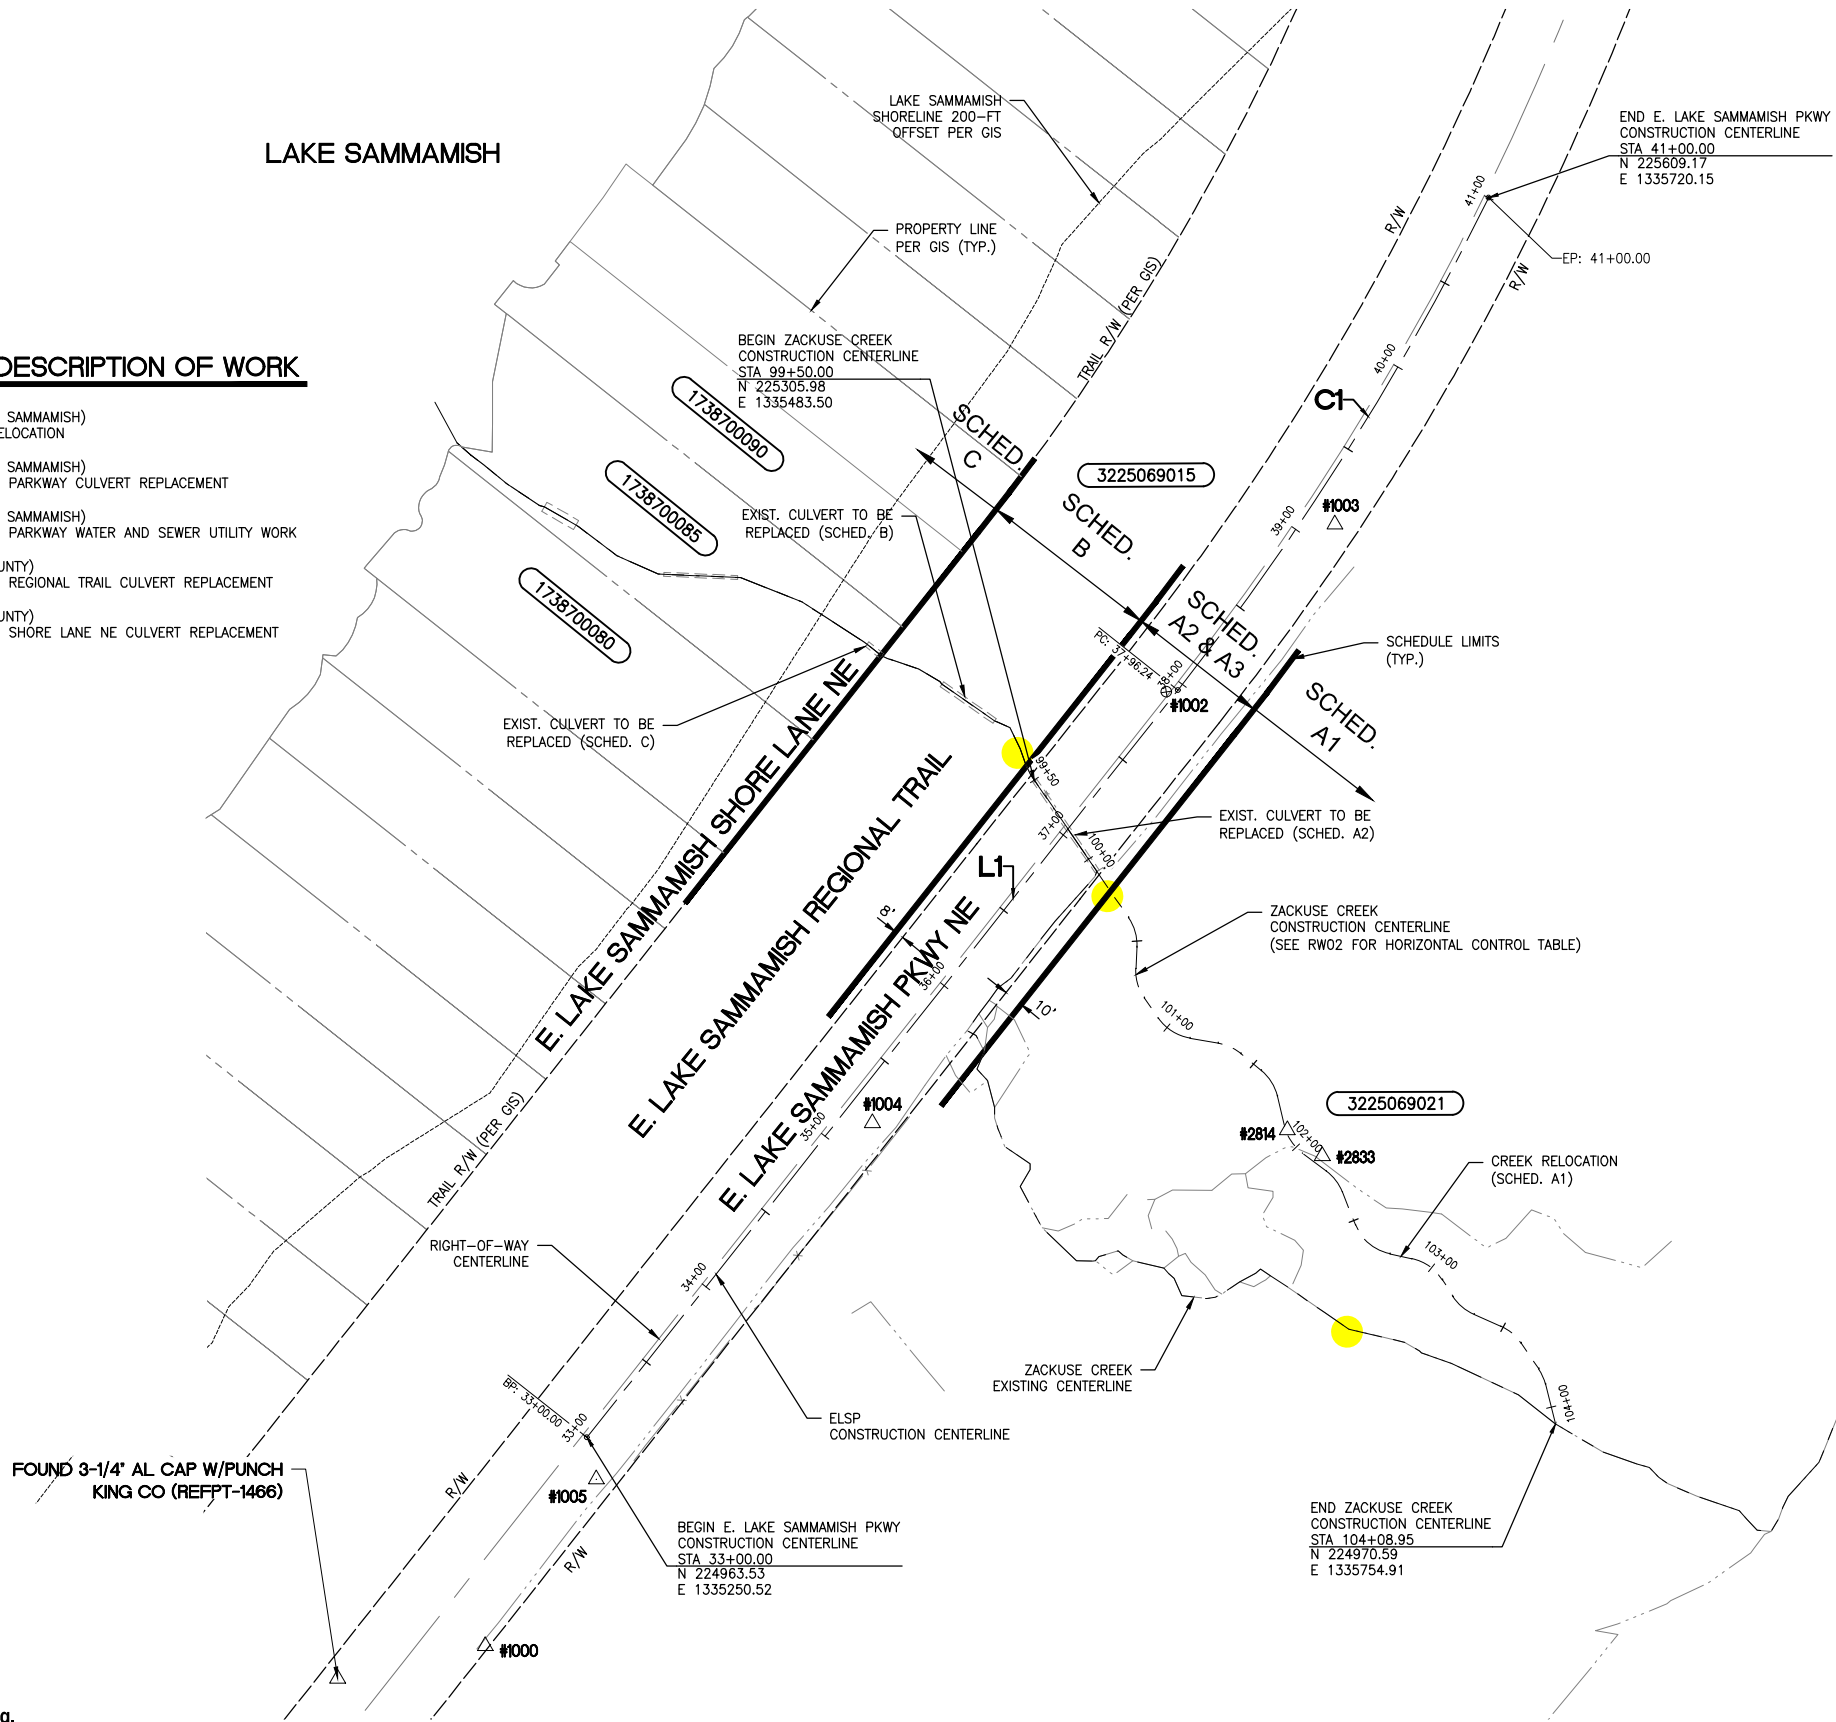 LAKE SAMMAMISH
LAKE SAMMAMISH
SHORELINE 200-FT
OFFSET PER GIS
END E. LAKE SAMMAMISH PKWY
CONSTRUCTION CENTERLINE
STA 41+00.00
N 225609.17
E 1335720.15
41+00
R/W
EP: 41+00.00
R/W
PROPERTY LINE
PER GIS (TYP.)
TRAIL R/W (PER GIS)
BEGIN ZACKUSE CREEK
CONSTRUCTION CENTERLINE
STA 99+50.00
N 225305.98
E 1335483.50
DESCRIPTION OF WORK
SAMMAMISH)
ELOCATION
SAMMAMISH)
PARKWAY CULVERT REPLACEMENT
SAMMAMISH)
PARKWAY WATER AND SEWER UTILITY WORK
UNTY)
REGIONAL TRAIL CULVERT REPLACEMENT
UNTY)
SHORE LANE NE CULVERT REPLACEMENT
1738700090
1738700085
1738700080
SCHED.
C
SCHED.
B
SCHED.
A2 & A3
SCHED.
A1
3225069015
C1
40+00
39+00
#1003
EXIST. CULVERT TO BE
REPLACED (SCHED. B)
SCHEDULE LIMITS
(TYP.)
PC: 37+96.24
38+00
#1002
EXIST. CULVERT TO BE
REPLACED (SCHED. C)
99+50
EXIST. CULVERT TO BE
REPLACED (SCHED. A2)
37+00
100+00
L1
E. LAKE SAMMAMISH SHORE LANE NE
E. LAKE SAMMAMISH REGIONAL TRAIL
E. LAKE SAMMAMISH PKWY NE
8'
36+00
10'
ZACKUSE CREEK
CONSTRUCTION CENTERLINE
(SEE RW02 FOR HORIZONTAL CONTROL TABLE)
101+00
3225069021
#1004
35+00
#2814
102+00
#2833
CREEK RELOCATION
(SCHED. A1)
TRAIL R/W (PER GIS)
RIGHT-OF-WAY
CENTERLINE
34+00
103+00
ZACKUSE CREEK
EXISTING CENTERLINE
BP: 33+00.00
33+00
ELSP
CONSTRUCTION CENTERLINE
104+00
FOUND 3-1/4" AL CAP W/PUNCH
KING CO (REFPT-1466)
R/W
#1005
BEGIN E. LAKE SAMMAMISH PKWY
CONSTRUCTION CENTERLINE
STA 33+00.00
N 224963.53
E 1335250.52
R/W
END ZACKUSE CREEK
CONSTRUCTION CENTERLINE
STA 104+08.95
N 224970.59
E 1335754.91
#1000
g.